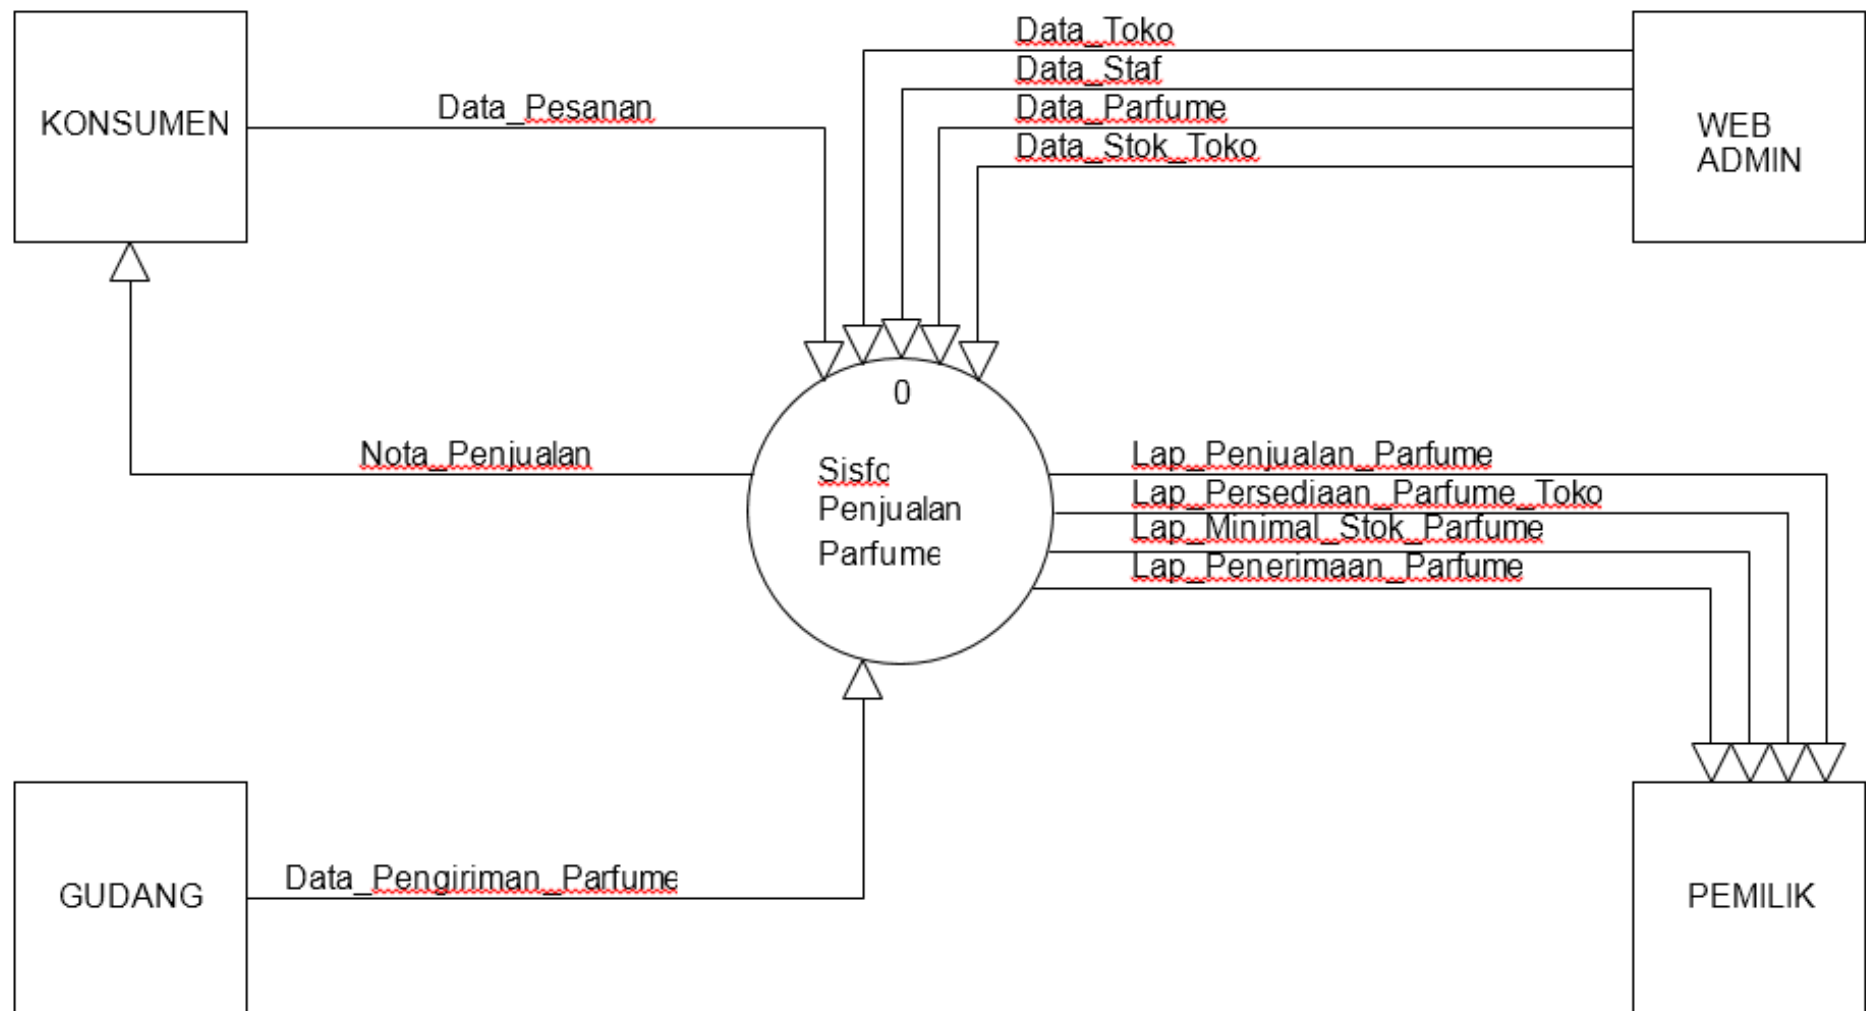 Data_Toko
Data_Staf
Data_Pesanan
Data_Parfume
KONSUMEN
Data_Stok_Toko
WEB
ADMIN
0
Nota_Penjualan
Sisfo
Penjualan
Parfume
Lap_Penjualan_Parfume
Lap_Persediaan_Parfume_Toko
Lap_Minimal_Stok_Parfume
Lap_Penerimaan_Parfume
Data_Pengiriman_Parfume
GUDANG
PEMILIK